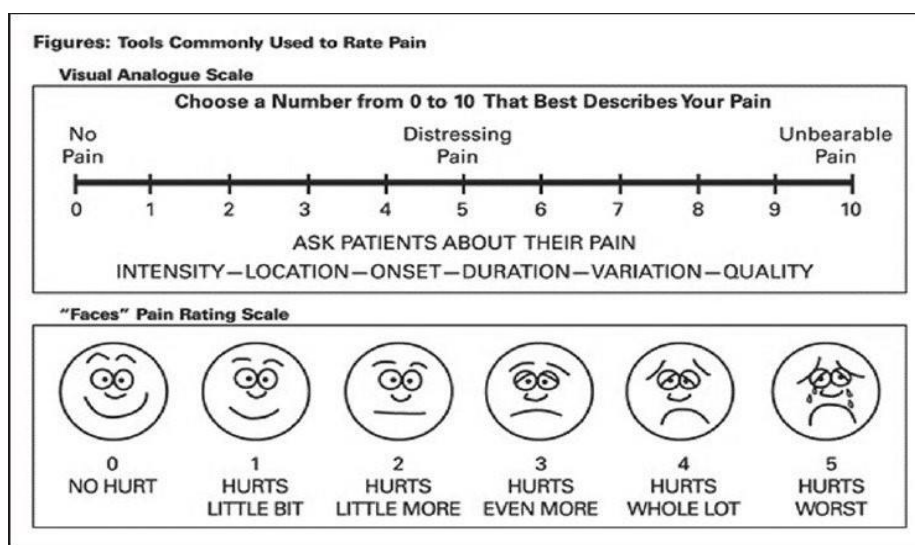 Figures: Tools Commonly Used to Rate Pain
Visual Analogue Scale
Choose a Number from 0 to 10 That Best Describes Your Pain
No Pain
Distressing Pain
Unbearable Pain
0 1 2 3 4 5 6 7 8 9 10
ASK PATIENTS ABOUT THEIR PAIN
INTENSITY—LOCATION—ONSET—DURATION—VARIATION—QUALITY
"Faces" Pain Rating Scale
0
NO HURT
1
HURTS
LITTLE BIT
2
HURTS
LITTLE MORE
3
HURTS
EVEN MORE
4
HURTS
WHOLE LOT
5
HURTS
WORST